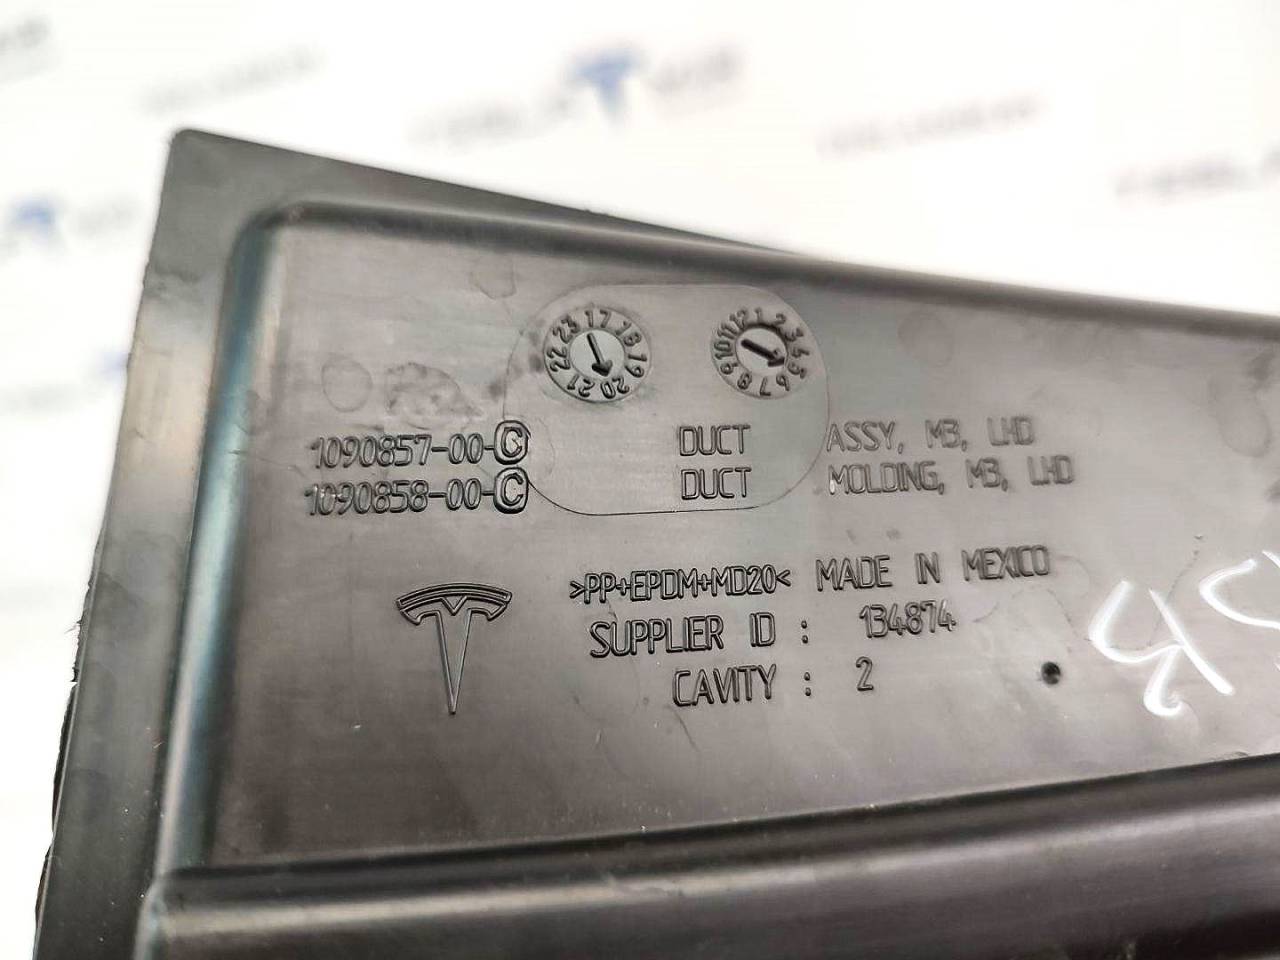 17 18 19 20 21 22 23
12 1 2 3 4 5 6 7 8 9 10 11
1090857-00-C DUCT ASSY, M3, LHD
1090858-00-C DUCT MOLDING, M3, LHD
>PP+EPDM+MD20< MADE IN MEXICO
SUPPLIER ID : 134874
CAVITY : 2